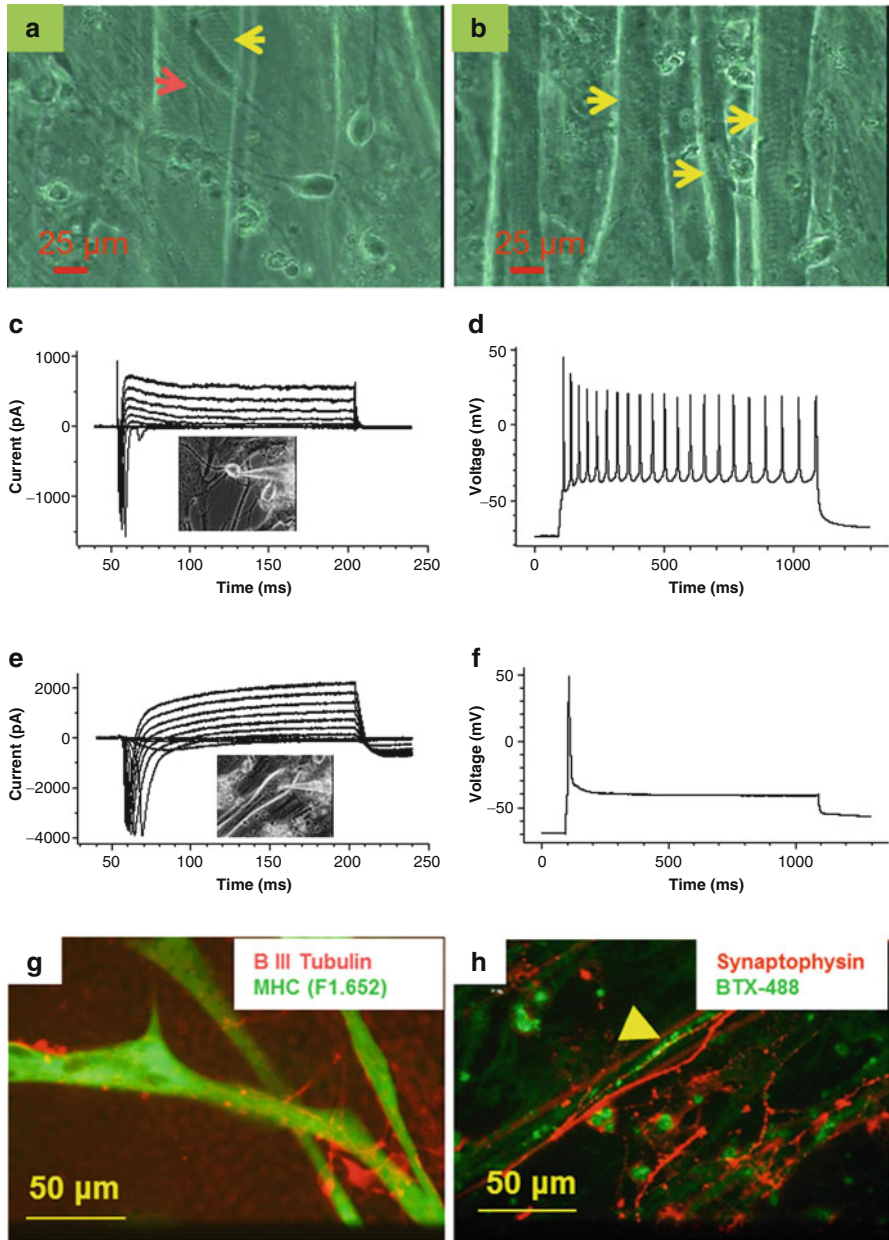 a
b
25 µm
25 µm
c
d
1000
0
−1000
Current (pA)
50
100
150
200
250
Time (ms)
50
0
−50
Voltage (mV)
0
500
1000
Time (ms)
e
f
2000
0
−2000
−4000
Current (pA)
50
100
150
200
250
Time (ms)
50
0
−50
Voltage (mV)
0
500
1000
Time (ms)
g
B III Tubulin
MHC (F1.652)
50 µm
h
Synaptophysin
BTX-488
50 µm